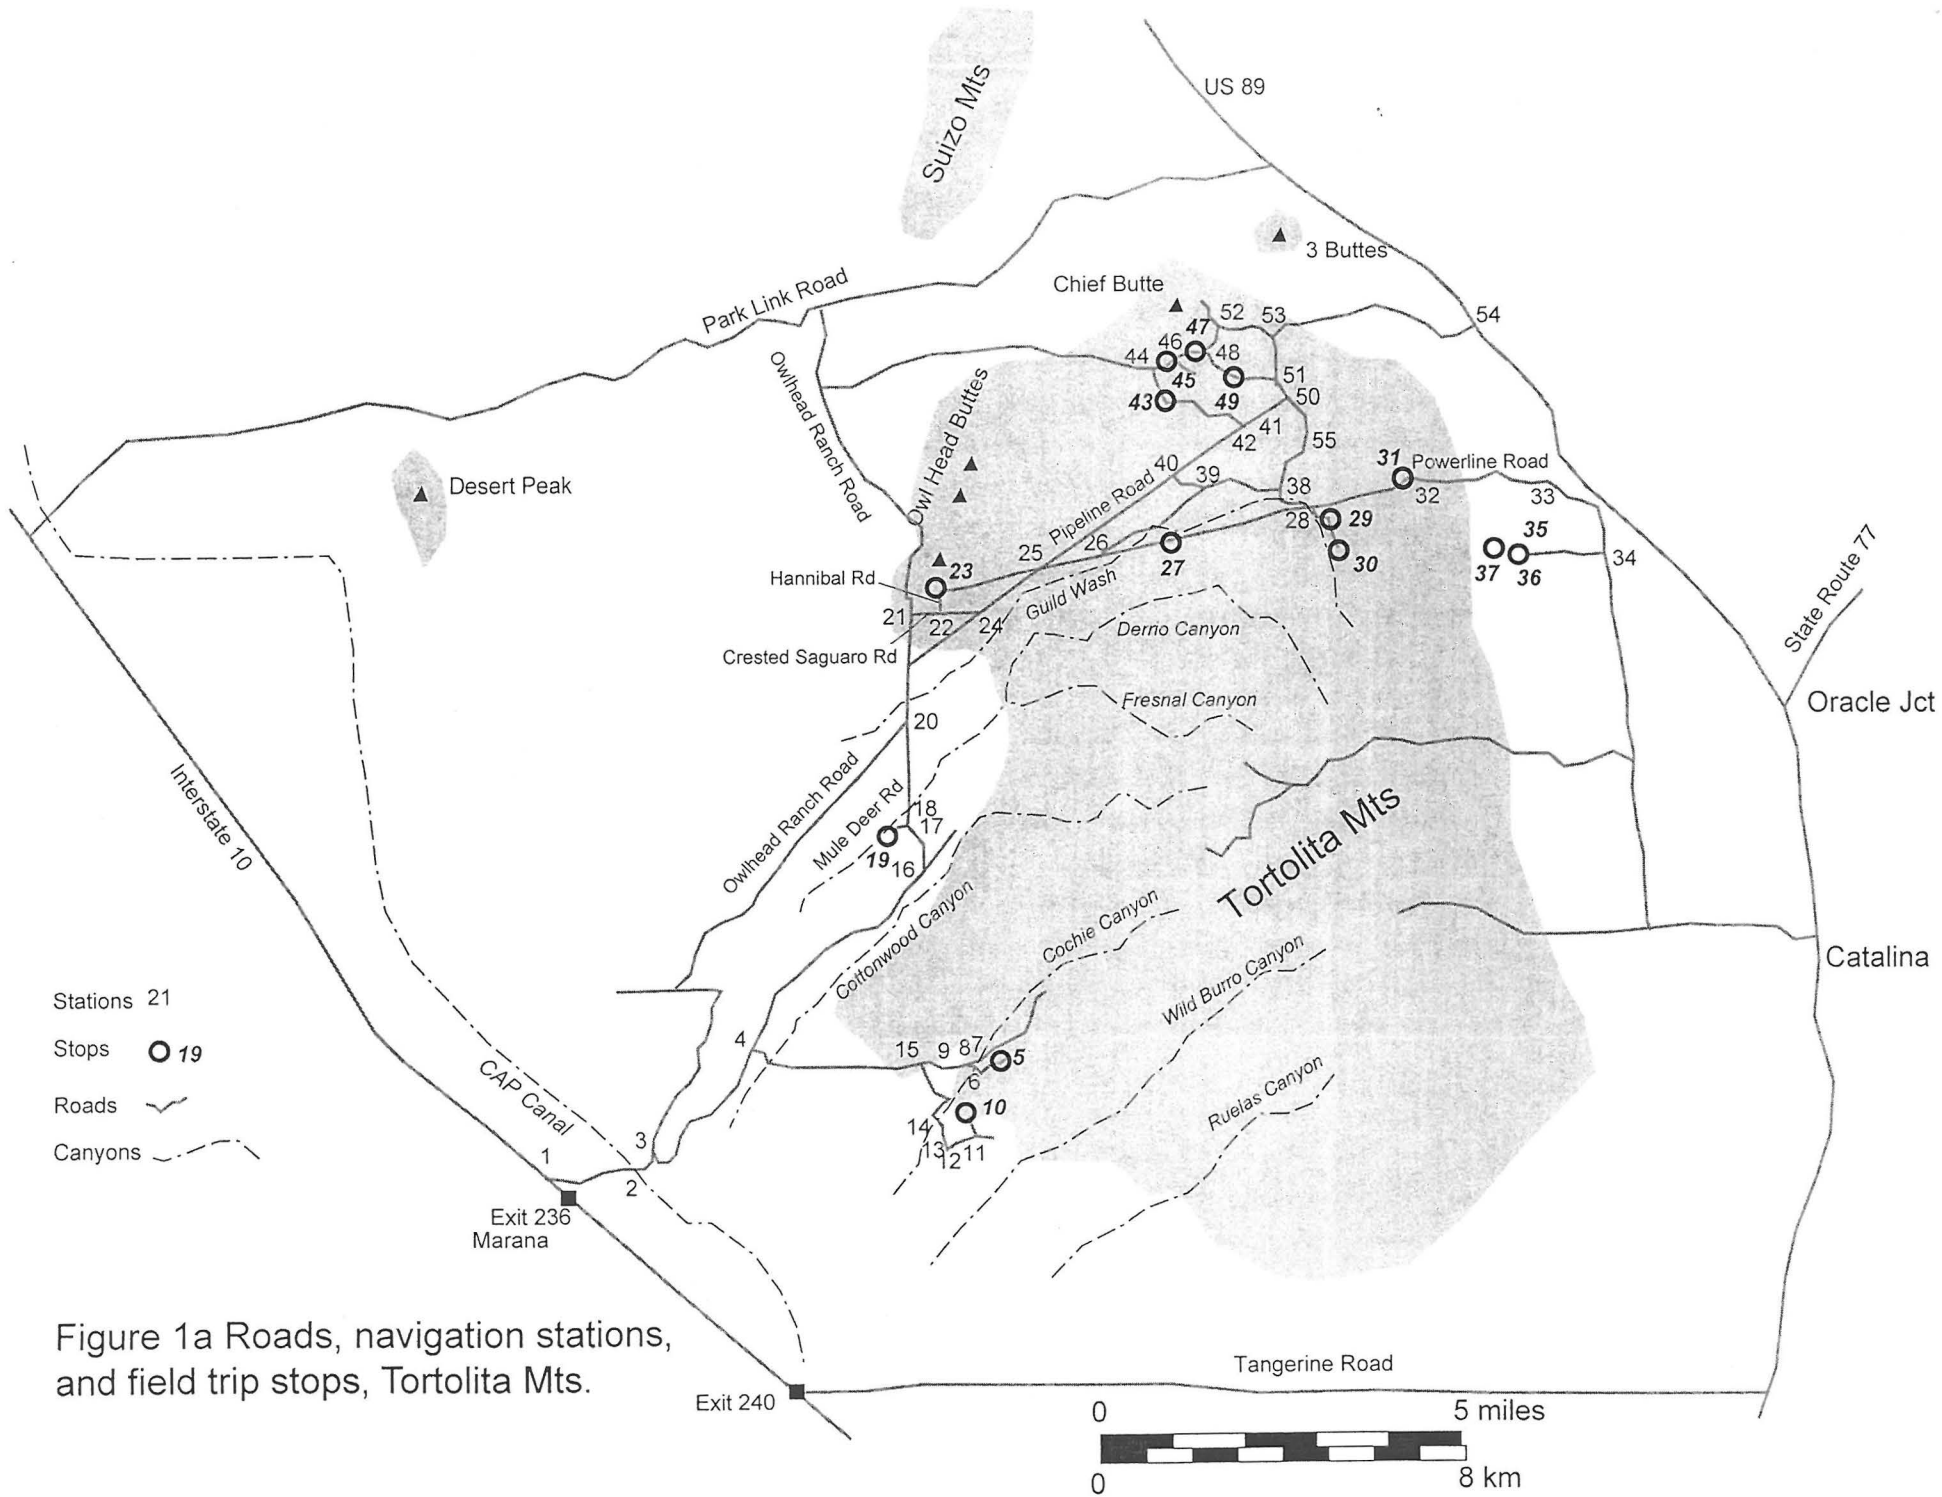 US 89
Suizo Mts
3 Buttes
Chief Butte
Park Link Road
52
53
54
47
46
48
44
45
51
43
49
50
Owlhead Ranch Road
Owl Head Buttes
41
42
55
31
Powerline Road
40
39
38
32
33
Desert Peak
Pipeline Road
28
29
35
26
25
27
30
37
36
34
Hannibal Rd
23
Guild Wash
State Route 77
21
22
24
Derrio Canyon
Crested Saguaro Rd
Fresnal Canyon
Oracle Jct
20
Interstate 10
Owlhead Ranch Road
Mule Deer Rd
18
17
19
16
Tortolita Mts
Cottonwood Canyon
Cochie Canyon
Wild Burro Canyon
Catalina
Stations 21
Stops 19
Roads
Canyons
4
15
9
8
7
5
6
10
CAP Canal
Ruelas Canyon
14
13
12
11
3
1
2
Exit 236
Marana
Figure 1a Roads, navigation stations,
and field trip stops, Tortolita Mts.
Exit 240
Tangerine Road
0
5 miles
0
8 km